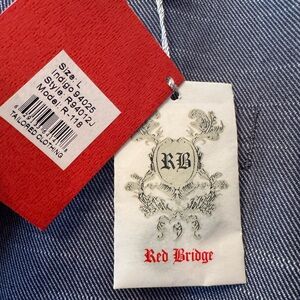 Size: L
Indigo 94025
Style: R94012J
Model: R-118
TAILORED CLOTHING
RB
Red Bridge